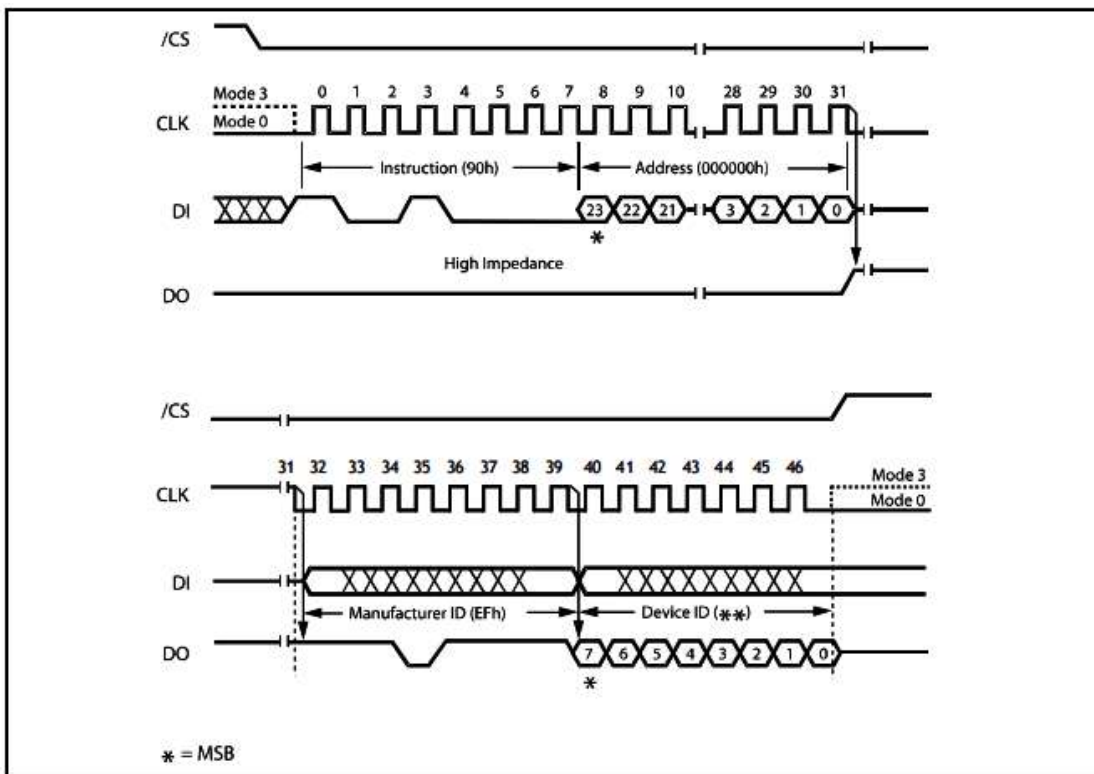 /CS
Mode 3
0 1 2 3 4 5 6 7 8 9 10 28 29 30 31
CLK
Mode 0
Instruction (90h)
Address (000000h)
DI
23 22 21 3 2 1 0
*
High Impedance
DO
/CS
31 32 33 34 35 36 37 38 39 40 41 42 43 44 45 46
Mode 3
CLK
Mode 0
DI
Manufacturer ID (EFh)
Device ID (**)
DO
7 6 5 4 3 2 1 0
*
* = MSB